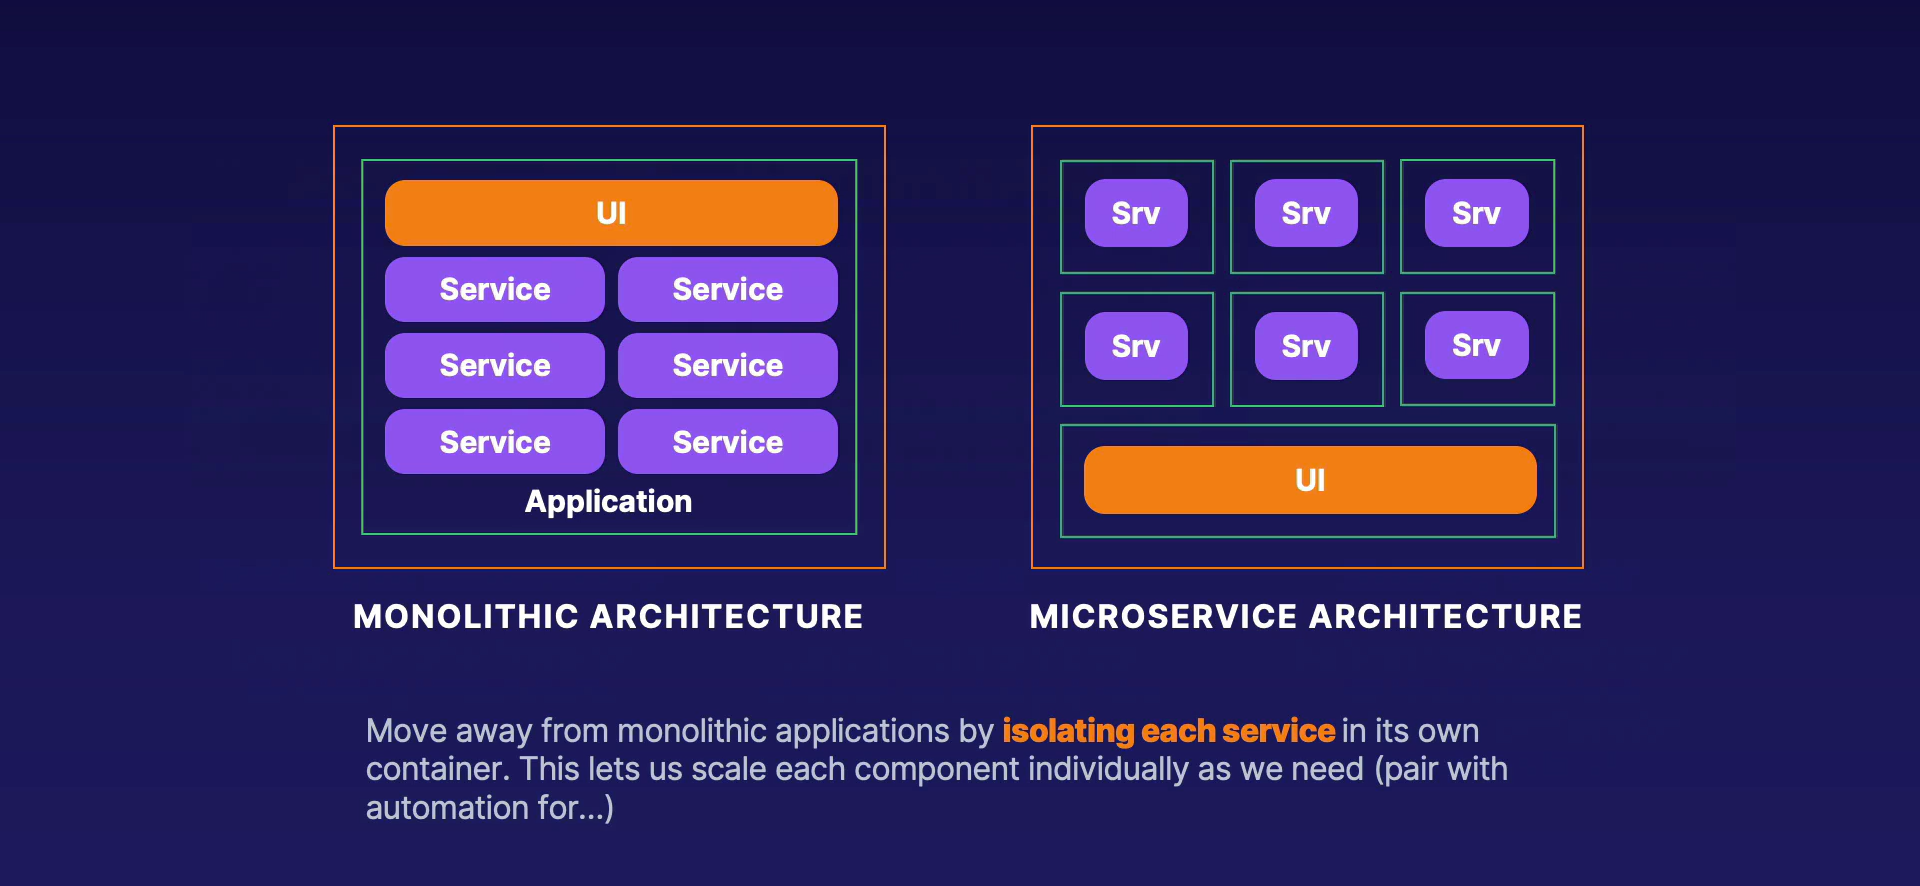 UI
Service
Service
Service
Service
Service
Service
Application
MONOLITHIC ARCHITECTURE
Srv
Srv
Srv
Srv
Srv
Srv
UI
MICROSERVICE ARCHITECTURE
Move away from monolithic applications by isolating each service in its own
container. This lets us scale each component individually as we need (pair with
automation for...)